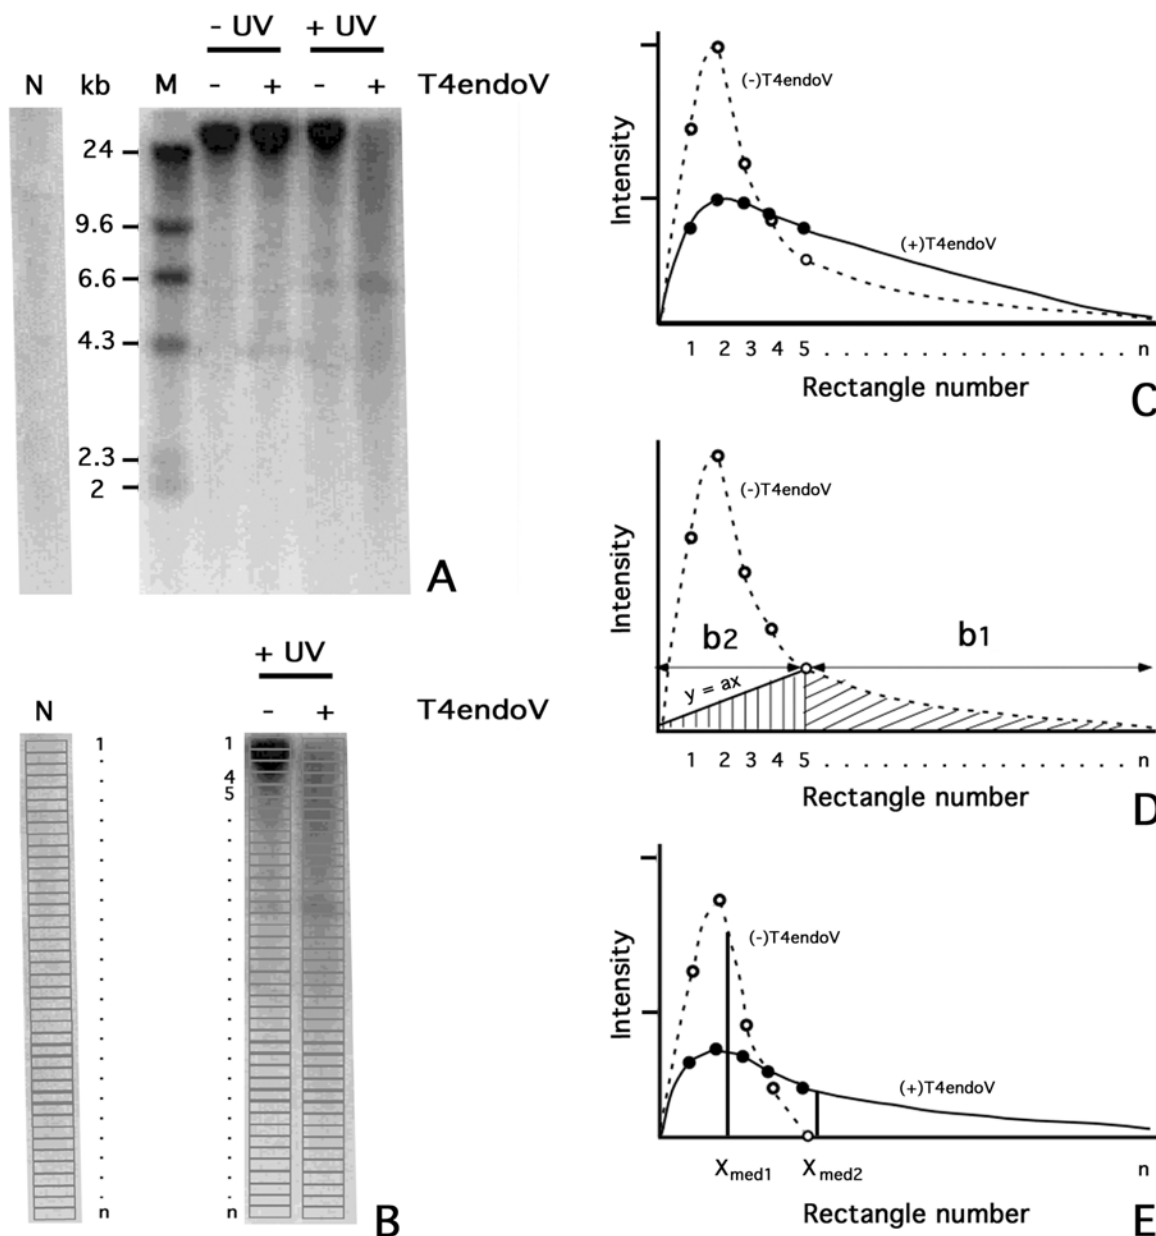 - UV + UV
N kb M - + - + T4endoV
24
9.6
6.6
4.3
2.3
2
A
+ UV
N - + T4endoV
1 1
. 4
. 5
n n
B
Intensity
(-)T4endoV
(+)T4endoV
1 2 3 4 5 . . . . . . . . . . . . . . . . . n
Rectangle number
C
Intensity
(-)T4endoV
b2 b1
y = ax
1 2 3 4 5 . . . . . . . . . . . . . . . . . n
Rectangle number
D
Intensity
(-)T4endoV
(+)T4endoV
Xmed1 Xmed2 n
Rectangle number
E